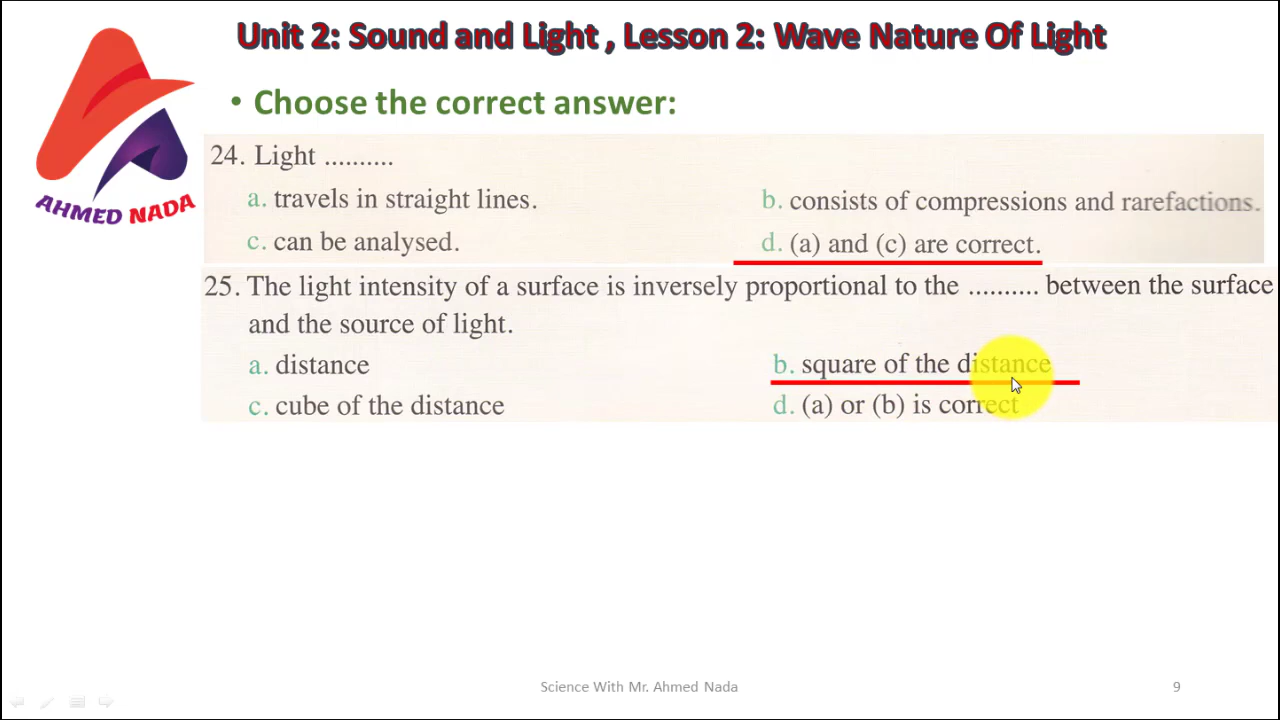 Unit 2: Sound and Light , Lesson 2: Wave Nature Of Light
AHMED NADA
• Choose the correct answer:
24. Light ..........
a. travels in straight lines.
b. consists of compressions and rarefactions.
c. can be analysed.
d. (a) and (c) are correct.
25. The light intensity of a surface is inversely proportional to the .......... between the surface
and the source of light.
a. distance
b. square of the distance
c. cube of the distance
d. (a) or (b) is correct
Science With Mr. Ahmed Nada
9